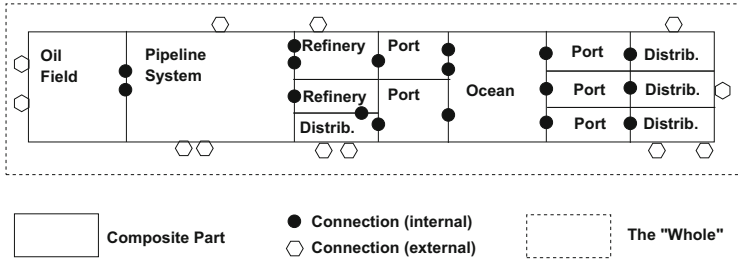 Oil
Field
Pipeline
System
Refinery
Port
Refinery
Port
Distrib.
Ocean
Port
Distrib.
Port
Distrib.
Port
Distrib.
Composite Part
Connection (internal)
Connection (external)
The "Whole"